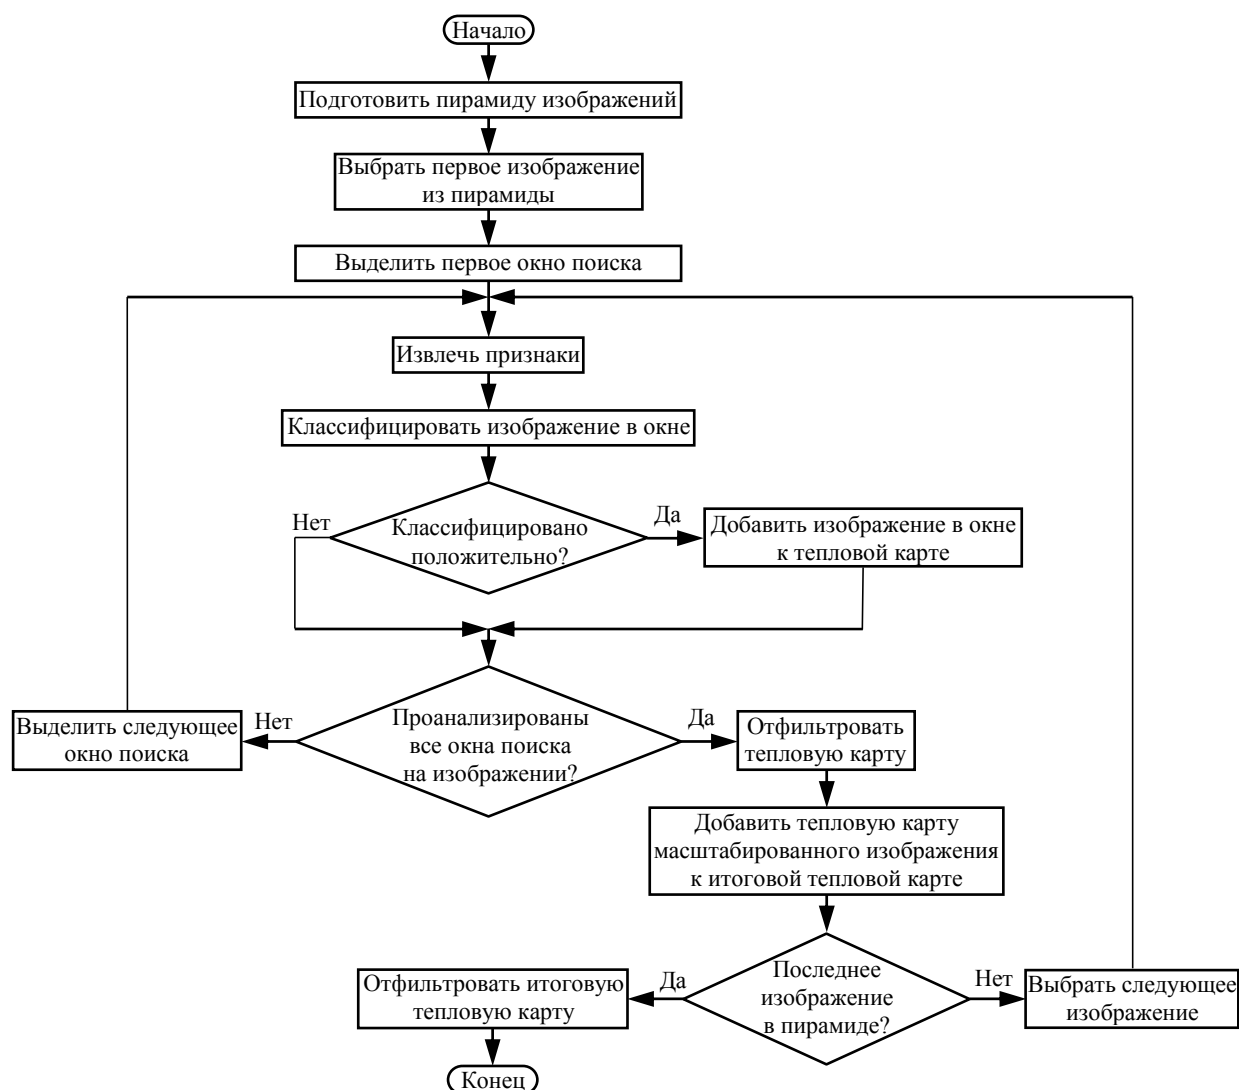 Начало
Подготовить пирамиду изображений
Выбрать первое изображение
из пирамиды
Выделить первое окно поиска
Извлечь признаки
Классифицировать изображение в окне
Нет
Классифицировано
положительно?
Да
Добавить изображение в окне
к тепловой карте
Выделить следующее
окно поиска
Нет
Проанализированы
все окна поиска
на изображении?
Да
Отфильтровать
тепловую карту
Добавить тепловую карту
масштабированного изображения
к итоговой тепловой карте
Отфильтровать итоговую
тепловую карту
Да
Последнее
изображение
в пирамиде?
Нет
Выбрать следующее
изображение
Конец